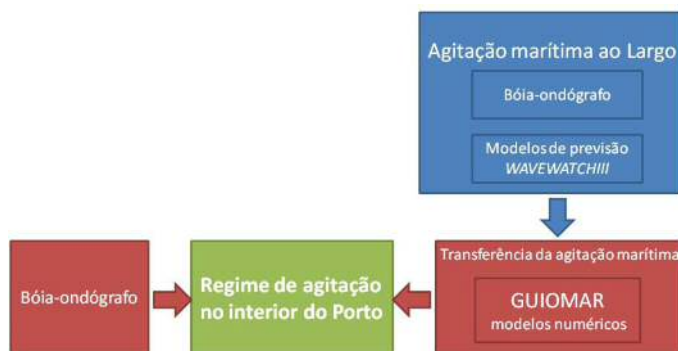 Agitação marítima ao Largo
Bóia-ondógrafo
Modelos de previsão
WAVEWATCHIII
Transferência da agitação marítima
GUIOMAR
modelos numéricos
Bóia-ondógrafo
Regime de agitação
no interior do Porto